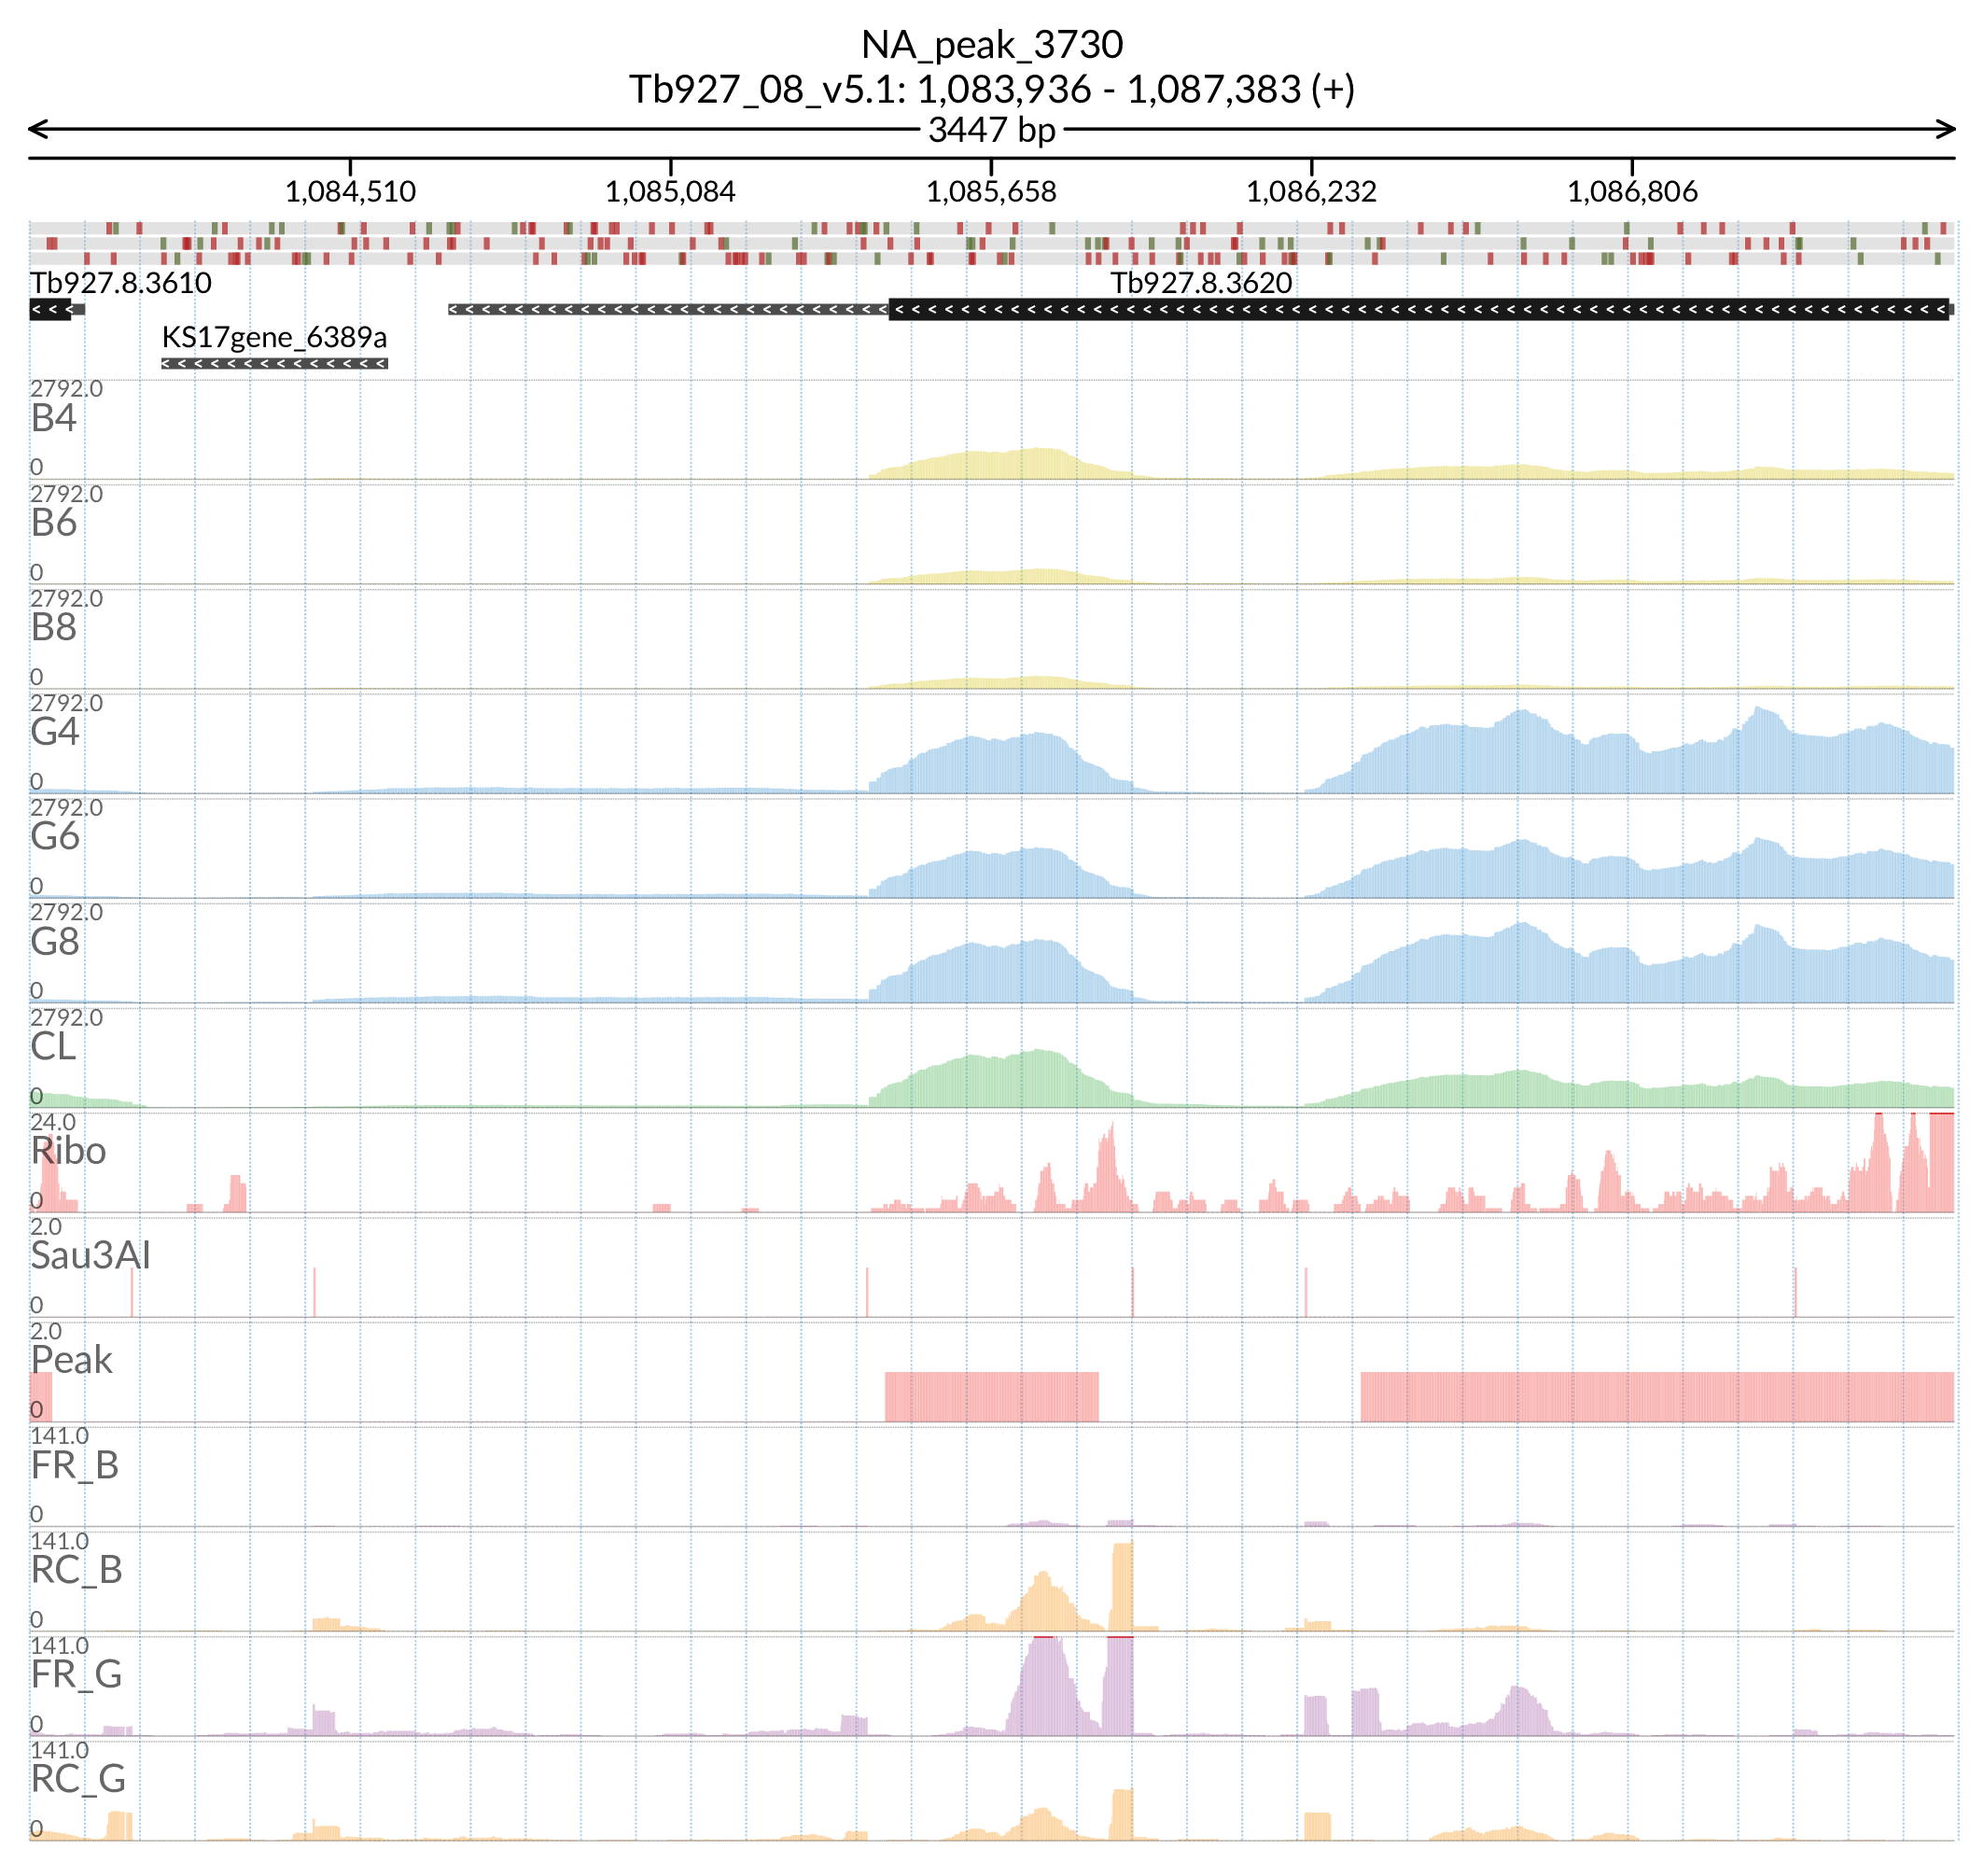 NA_peak_3730
Tb927_08_v5.1: 1,083,936 - 1,087,383 (+)
3447 bp
1,084,510 1,085,084 1,085,658 1,086,232 1,086,806
Tb927.8.3610 Tb927.8.3620
KS17gene_6389a
2792.0
B4
0
2792.0
B6
0
2792.0
B8
0
2792.0
G4
0
2792.0
G6
0
2792.0
G8
0
2792.0
CL
0
24.0
Ribo
0
2.0
Sau3AI
0
2.0
Peak
0
141.0
FR_B
0
141.0
RC_B
0
141.0
FR_G
0
141.0
RC_G
0